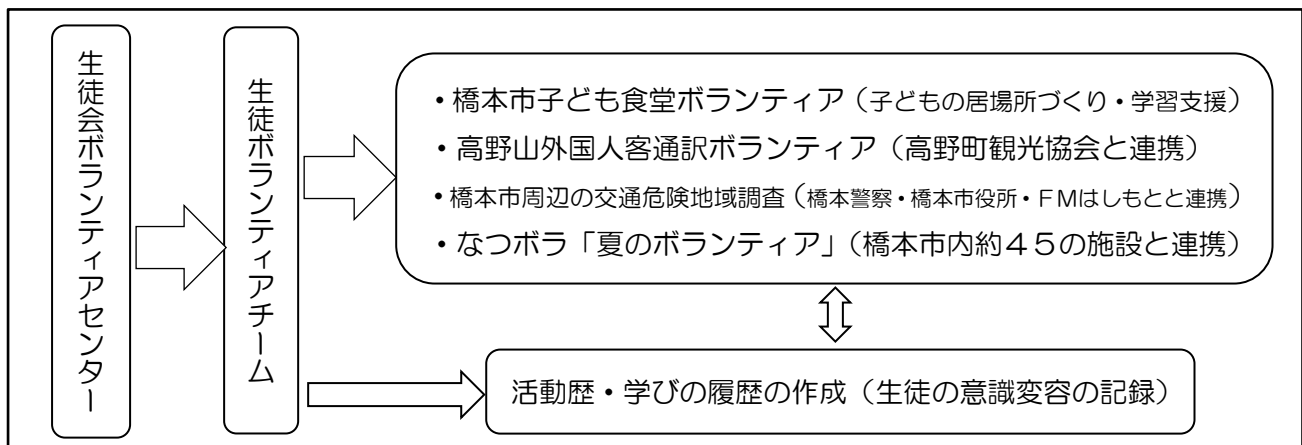 生徒会ボランティアセンター
生徒ボランティアチーム
・橋本市子ども食堂ボランティア（子どもの居場所づくり・学習支援）
・高野山外国人客通訳ボランティア（高野町観光協会と連携）
・橋本市周辺の交通危険地域調査（橋本警察・橋本市役所・ＦＭはしもとと連携）
・なつボラ「夏のボランティア」（橋本市内約４５の施設と連携）
活動歴・学びの履歴の作成（生徒の意識変容の記録）